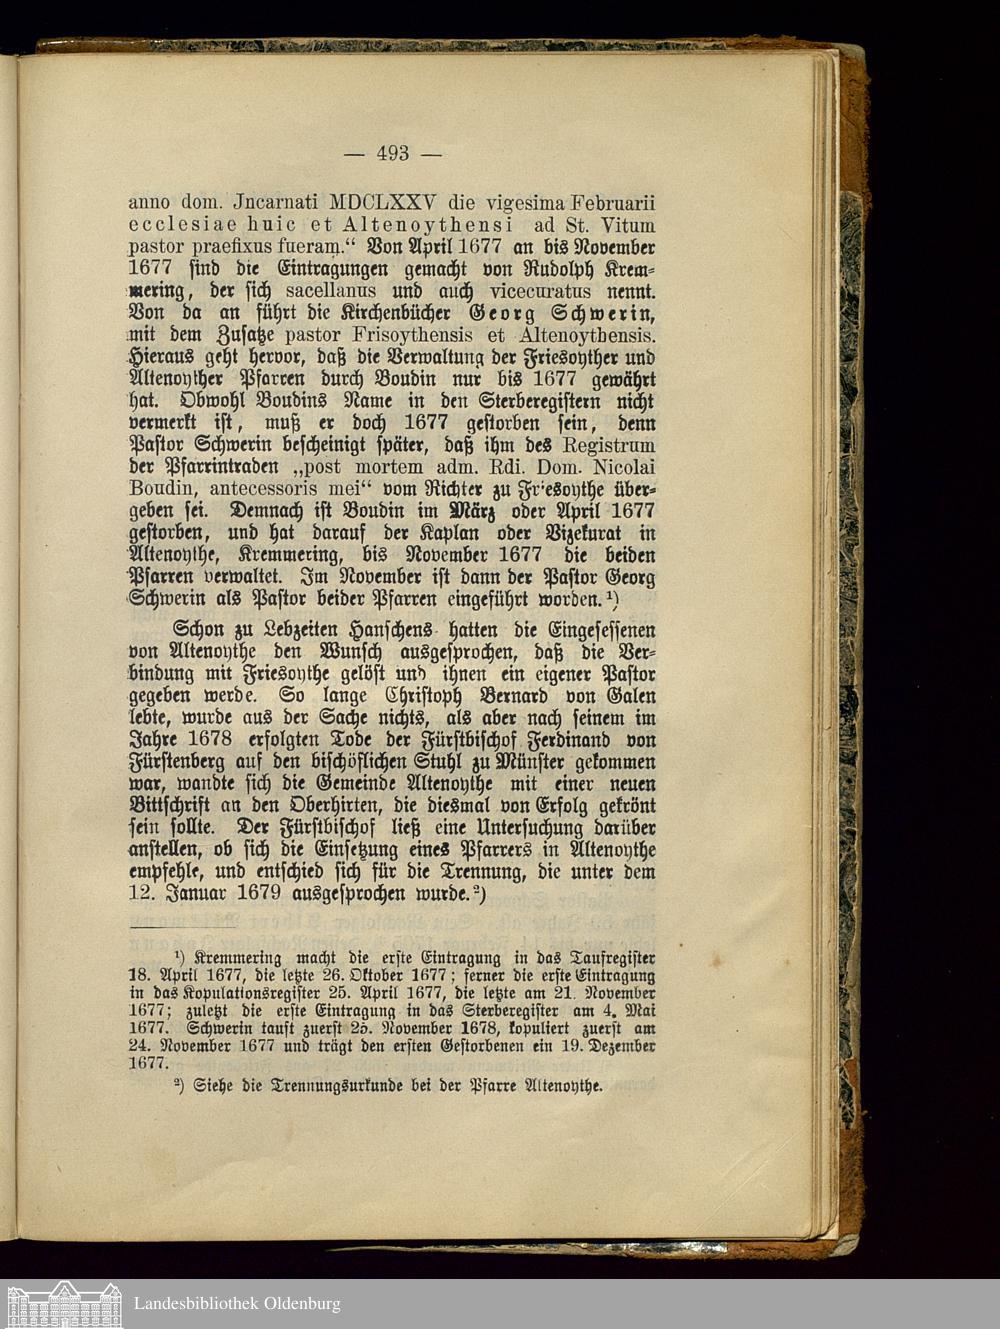 — 493 —
anno dom. Jncarnati MDCLXXV die vigesima Februarii
ecclesiae huic et Altenoythensi ad St. Vitum
pastor praefixus fueram.“ Von April 1677 an bis November
1677 sind die Eintragungen gemacht von Rudolph Krem-
mering, der sich sacellanus und auch vicecuratus nennt.
Von da an führt die Kirchenbücher Georg Schwerin,
mit dem Zusatze pastor Frisoythensis et Altenoythensis.
Hieraus geht hervor, daß die Verwaltung der Friesoyther und
Altenoyther Pfarren durch Boudin nur bis 1677 gewährt
hat. Obwohl Boudins Name in den Sterberegistern nicht
vermerkt ist, muß er doch 1677 gestorben sein, denn
Pastor Schwerin bescheinigt später, daß ihm des Registrum
der Pfarrintraden „post mortem adm. Rdi. Dom. Nicolai
Boudin, antecessoris mei“ vom Richter zu Friesoythe über-
geben sei. Demnach ist Boudin im März oder April 1677
gestorben, und hat darauf der Kaplan oder Vizekurat in
Altenoythe, Kremmering, bis November 1677 die beiden
Pfarren verwaltet. Im November ist dann der Pastor Georg
Schwerin als Pastor beider Pfarren eingeführt worden.¹)
Schon zu Lebzeiten Hanschens hatten die Eingesessenen
von Altenoythe den Wunsch ausgesprochen, daß die Ver-
bindung mit Friesoythe gelöst und ihnen ein eigener Pastor
gegeben werde. So lange Christoph Bernard von Galen
lebte, wurde aus der Sache nichts, als aber nach seinem im
Jahre 1678 erfolgten Tode der Fürstbischof Ferdinand von
Fürstenberg auf den bischöflichen Stuhl zu Münster gekommen
war, wandte sich die Gemeinde Altenoythe mit einer neuen
Bittschrift an den Oberhirten, die diesmal von Erfolg gekrönt
sein sollte. Der Fürstbischof ließ eine Untersuchung darüber
anstellen, ob sich die Einsetzung eines Pfarrers in Altenoythe
empfehle, und entschied sich für die Trennung, die unter dem
12. Januar 1679 ausgesprochen wurde.²)
¹) Kremmering macht die erste Eintragung in das Taufregister
18. April 1677, die letzte 26. Oktober 1677; ferner die erste Eintragung
in das Kopulationsregister 25. April 1677, die letzte am 21. November
1677; zuletzt die erste Eintragung in das Sterberegister am 4. Mai
1677. Schwerin tauft zuerst 25. November 1678, kopuliert zuerst am
24. November 1677 und trägt den ersten Gestorbenen ein 19. Dezember
1677.
²) Siehe die Trennungsurkunde bei der Pfarre Altenoythe.
Landesbibliothek Oldenburg